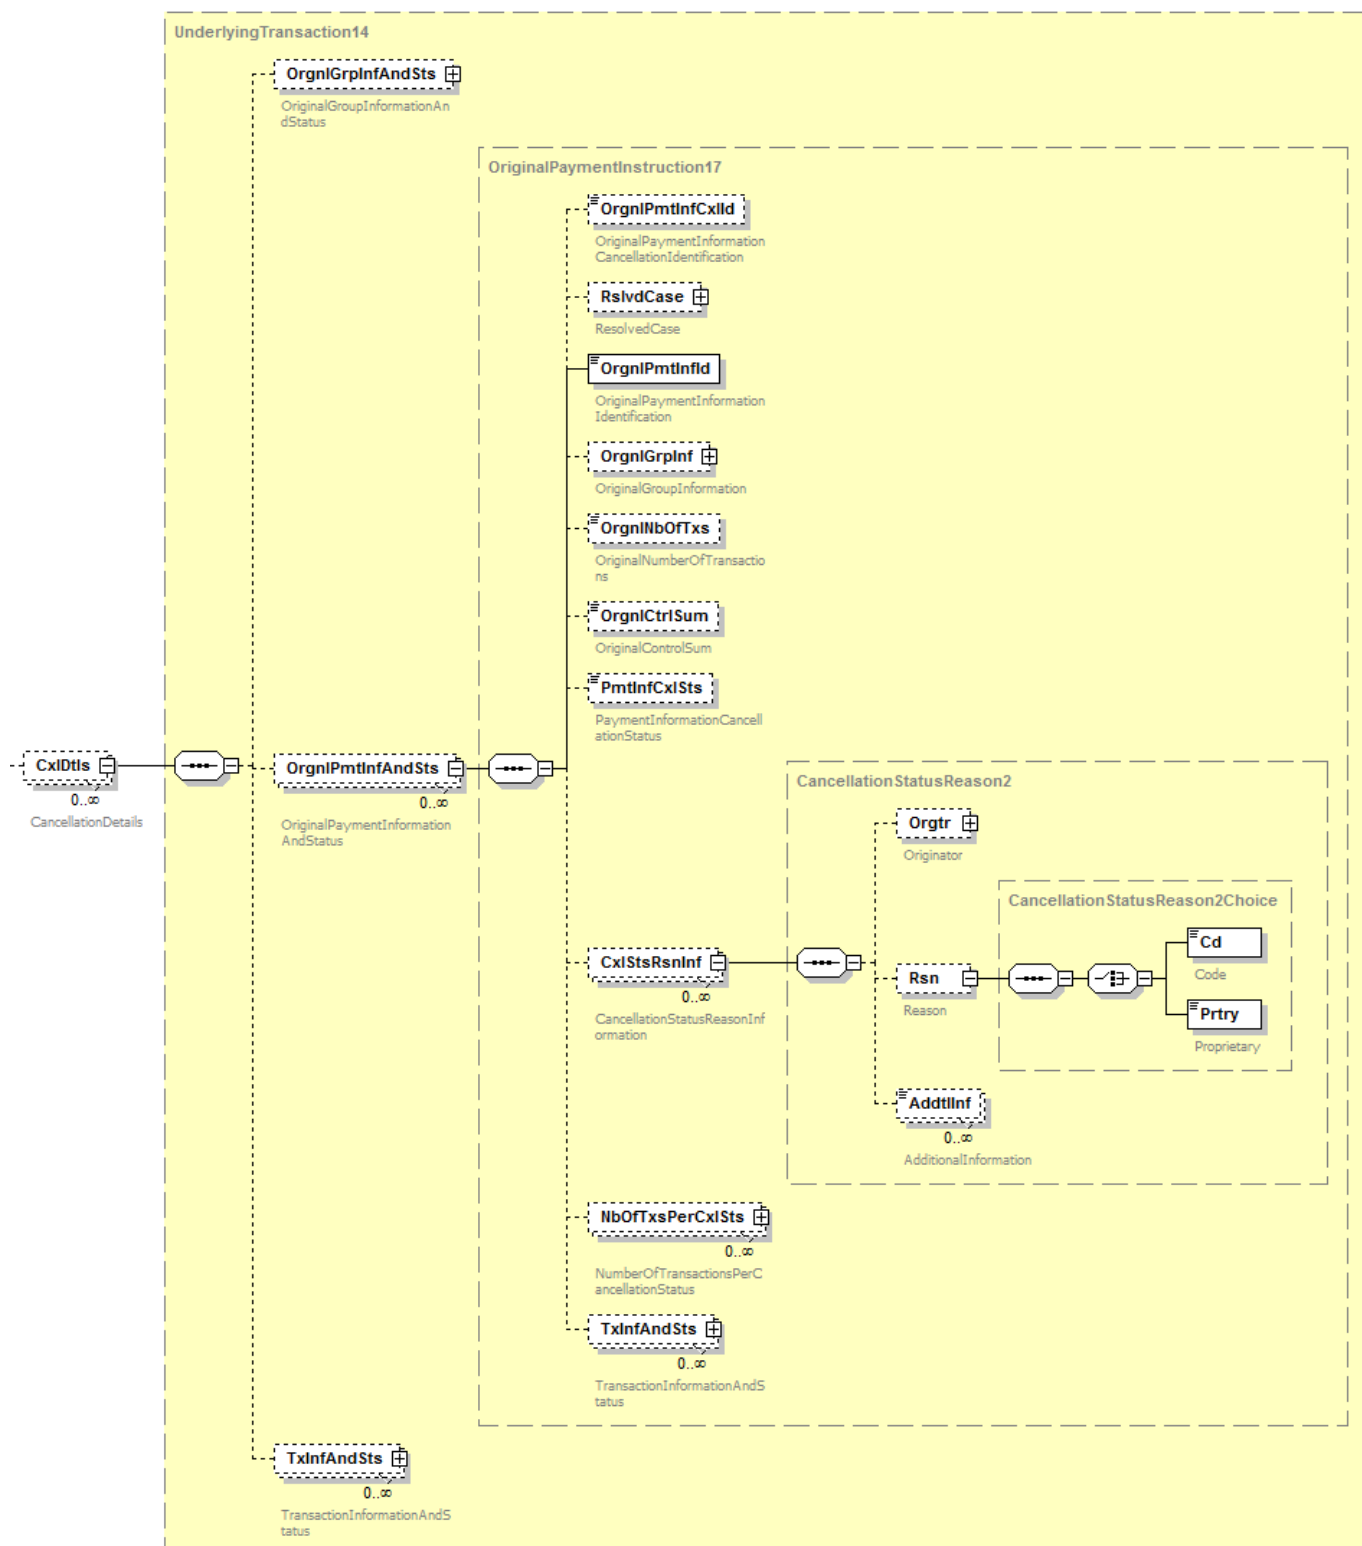 UnderlyingTransaction14
OrgnlGrpInfAndSts
OriginalGroupInformationAn
dStatus
OriginalPaymentInstruction17
OrgnlPmtInfCxlId
OriginalPaymentInformation
CancellationIdentification
RslvdCase
ResolvedCase
OrgnlPmtInfId
OriginalPaymentInformation
Identification
OrgnlGrpInf
OriginalGroupInformation
OrgnlNbOfTxs
OriginalNumberOfTransactio
ns
OrgnlCtrlSum
OriginalControlSum
PmtInfCxlSts
PaymentInformationCancell
ationStatus
CxlDtls
0..∞
CancellationDetails
OrgnlPmtInfAndSts
0..∞
OriginalPaymentInformation
AndStatus
CancellationStatusReason2
Orgtr
Originator
CancellationStatusReason2Choice
Cd
Code
CxlStsRsnInf
0..∞
CancellationStatusReasonInf
ormation
Rsn
Reason
Prtry
Proprietary
AddtlInf
0..∞
AdditionalInformation
NbOfTxsPerCxlSts
0..∞
NumberOfTransactionsPerC
ancellationStatus
TxInfAndSts
0..∞
TransactionInformationAndS
tatus
TxInfAndSts
0..∞
TransactionInformationAndS
tatus